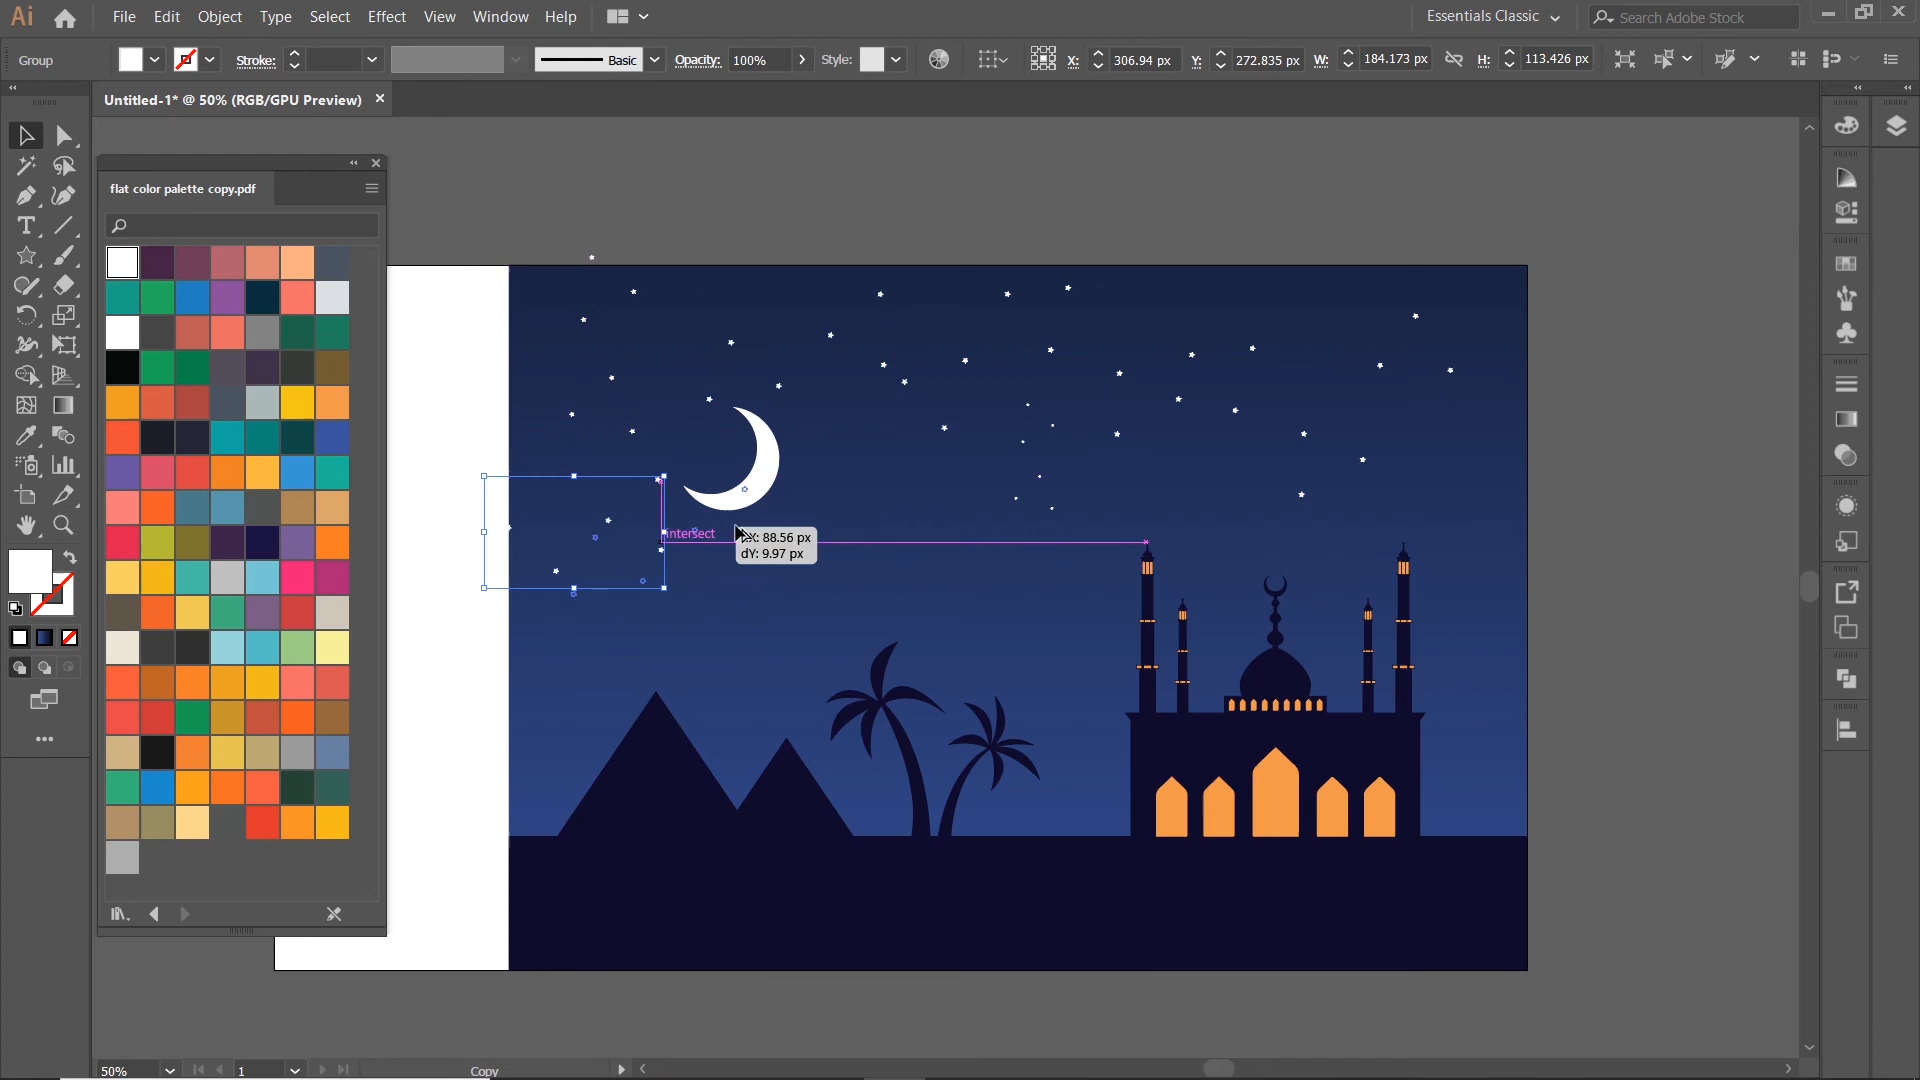 Ai File Edit Object Type Select Effect View Window Help Essentials Classic Search Adobe Stock
Group Stroke: Basic Opacity: 100% Style: X: 306.94 px Y: 272.835 px W: 184.173 px H: 113.426 px
Untitled-1* @ 50% (RGB/GPU Preview)
flat color palette copy.pdf
intersect
dX: 88.56 px
dY: 9.97 px
50% 1 Copy